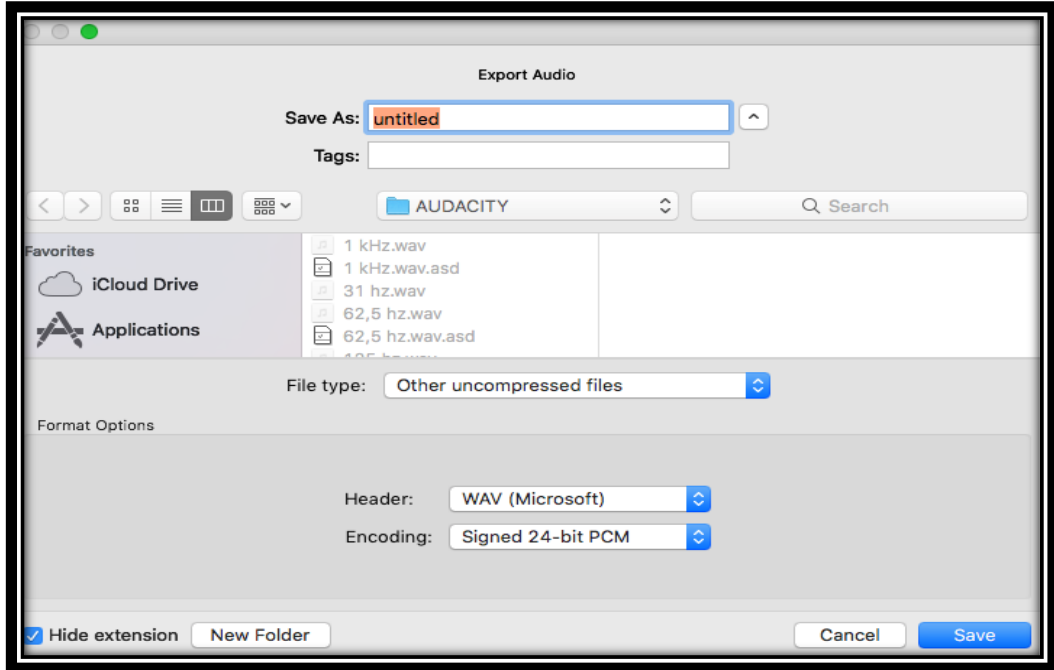 Export Audio
Save As: untitled
Tags:
AUDACITY Search
Favorites
iCloud Drive
Applications
1 kHz.wav
1 kHz.wav.asd
31 hz.wav
62,5 hz.wav
62,5 hz.wav.asd
File type: Other uncompressed files
Format Options
Header: WAV (Microsoft)
Encoding: Signed 24-bit PCM
Hide extension New Folder Cancel Save